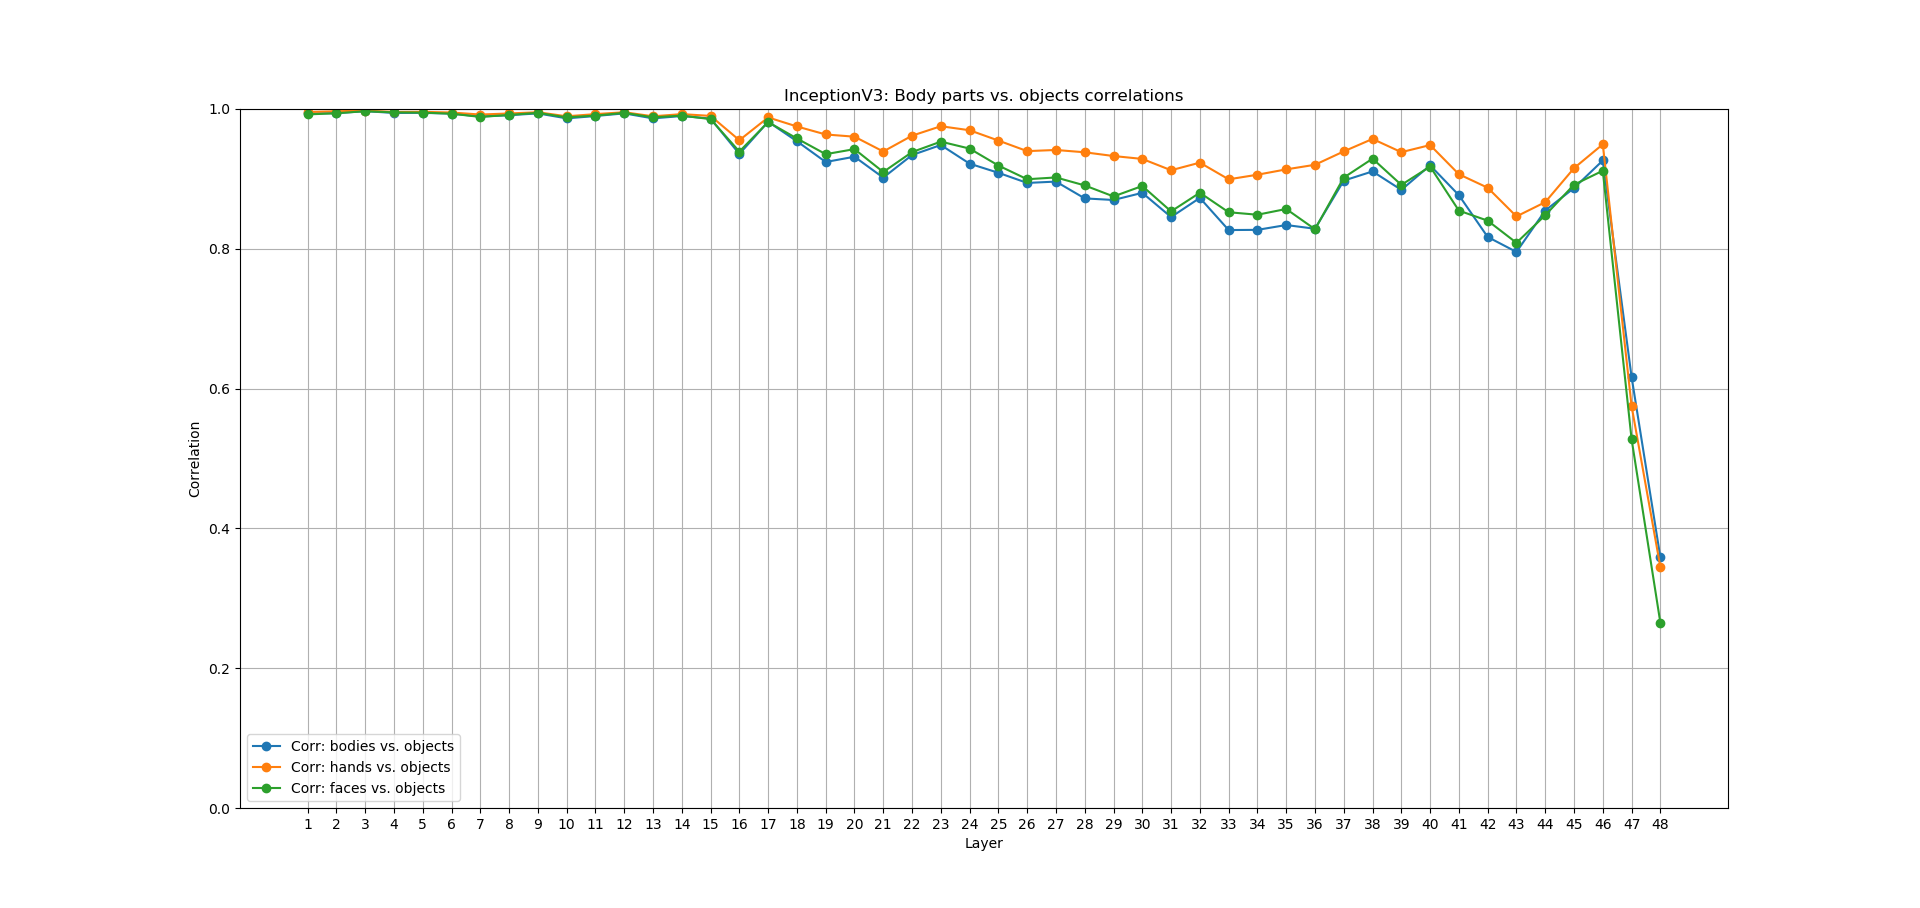 InceptionV3: Body parts vs. objects correlations
1.0
0.8
0.6
0.4
0.2
0.0
Correlation
Corr: bodies vs. objects
Corr: hands vs. objects
Corr: faces vs. objects
1 2 3 4 5 6 7 8 9 10 11 12 13 14 15 16 17 18 19 20 21 22 23 24 25 26 27 28 29 30 31 32 33 34 35 36 37 38 39 40 41 42 43 44 45 46 47 48
Layer